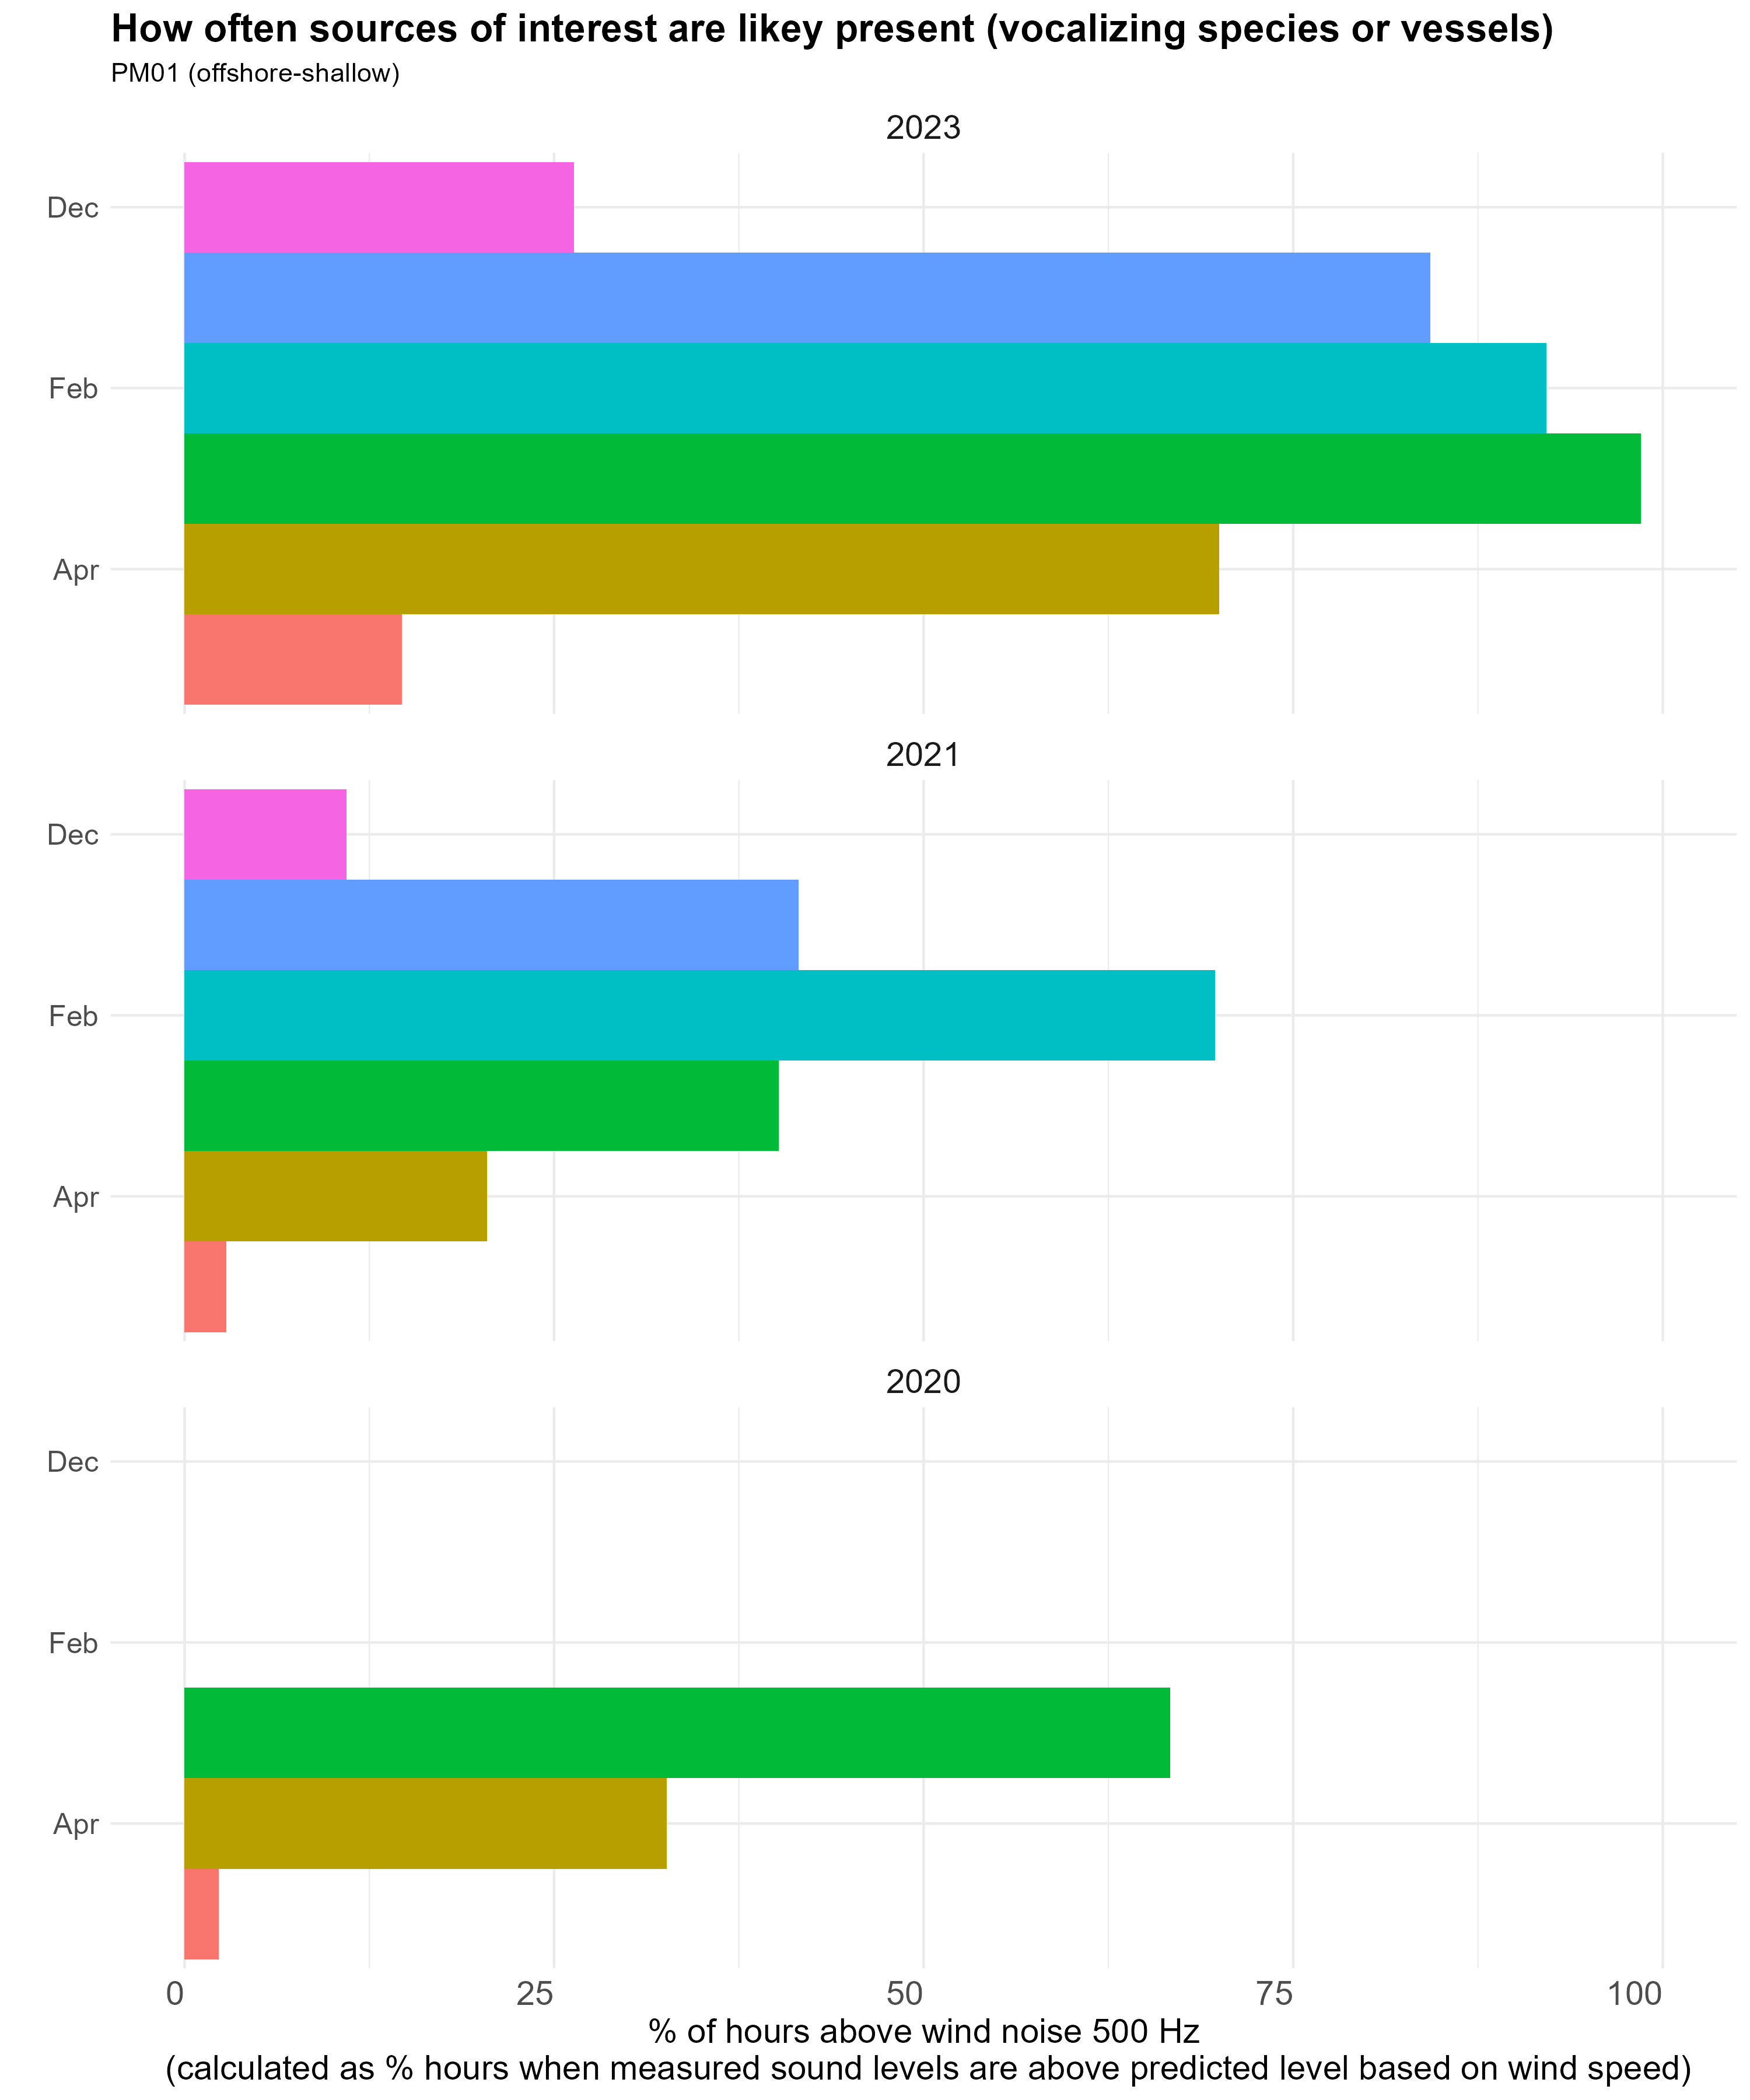 How often sources of interest are likey present (vocalizing species or vessels)
PM01 (offshore-shallow)
2023
Dec
Feb
Apr
2021
Dec
Feb
Apr
2020
Dec
Feb
Apr
0 25 50 75 100
% of hours above wind noise 500 Hz
(calculated as % hours when measured sound levels are above predicted level based on wind speed)